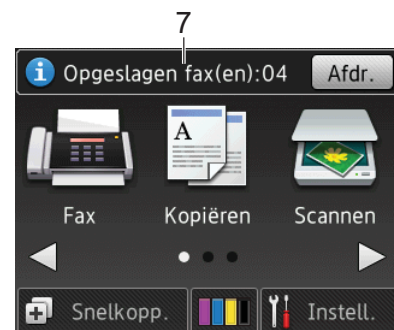 7
Opgeslagen fax(en):04 Afdr.
A
Fax Kopiëren Scannen
Snelkopp. Instell.